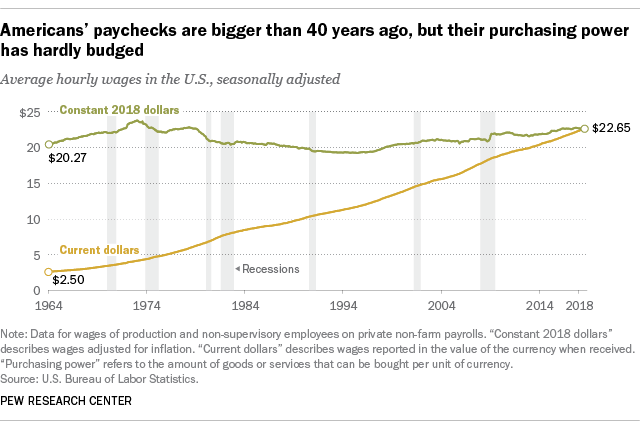 Americans' paychecks are bigger than 40 years ago, but their purchasing power
has hardly budged
Average hourly wages in the U.S., seasonally adjusted
$25
Constant 2018 dollars
$22.65
20
$20.27
15
10
5
Current dollars
Recessions
$2.50
0
1964 1974 1984 1994 2004 2014 2018
Note: Data for wages of production and non-supervisory employees on private non-farm payrolls. "Constant 2018 dollars"
describes wages adjusted for inflation. "Current dollars" describes wages reported in the value of the currency when received.
"Purchasing power" refers to the amount of goods or services that can be bought per unit of currency.
Source: U.S. Bureau of Labor Statistics.
PEW RESEARCH CENTER